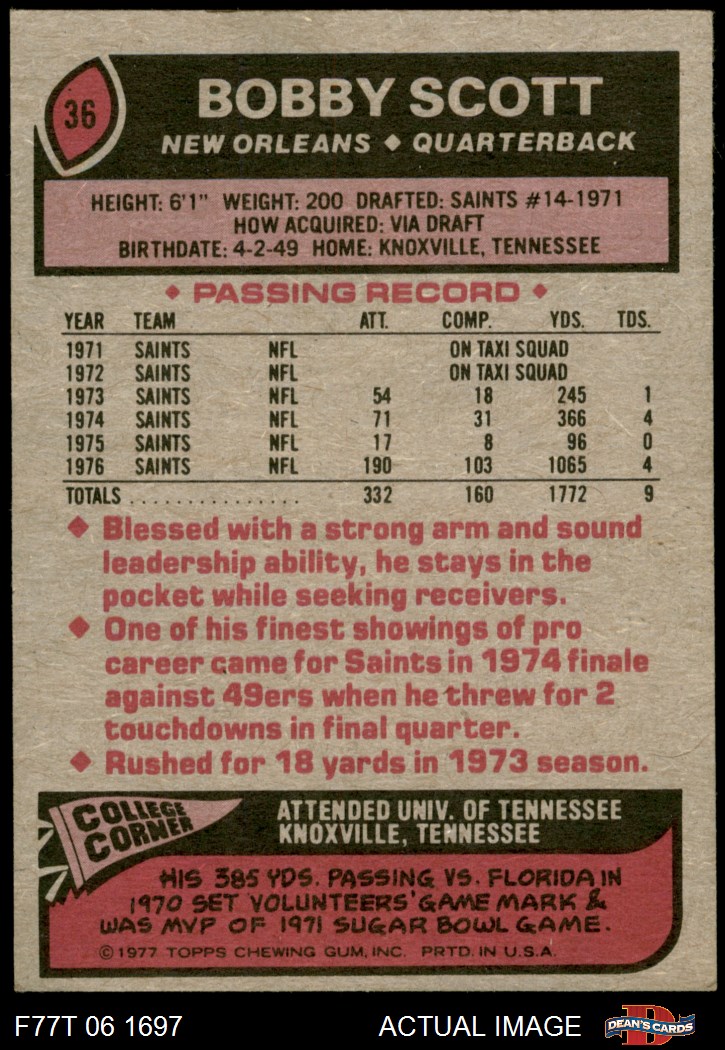 36
BOBBY SCOTT
NEW ORLEANS ◆ QUARTERBACK
HEIGHT: 6'1" WEIGHT: 200 DRAFTED: SAINTS #14-1971
HOW ACQUIRED: VIA DRAFT
BIRTHDATE: 4-2-49 HOME: KNOXVILLE, TENNESSEE
◆ PASSING RECORD ◆
YEAR TEAM ATT. COMP. YDS. TDS.
1971 SAINTS NFL ON TAXI SQUAD
1972 SAINTS NFL ON TAXI SQUAD
1973 SAINTS NFL 54 18 245 1
1974 SAINTS NFL 71 31 366 4
1975 SAINTS NFL 17 8 96 0
1976 SAINTS NFL 190 103 1065 4
TOTALS ................ 332 160 1772 9
◆ Blessed with a strong arm and sound
leadership ability, he stays in the
pocket while seeking receivers.
◆ One of his finest showings of pro
career came for Saints in 1974 finale
against 49ers when he threw for 2
touchdowns in final quarter.
◆ Rushed for 18 yards in 1973 season.
COLLEGE
CORNER
ATTENDED UNIV. OF TENNESSEE
KNOXVILLE, TENNESSEE
HIS 385 YDS. PASSING VS. FLORIDA IN
1970 SET VOLUNTEERS' GAME MARK &
WAS MVP OF 1971 SUGAR BOWL GAME.
©1977 TOPPS CHEWING GUM, INC. PRTD. IN U.S.A.
F77T 06 1697 ACTUAL IMAGE
D
DEAN'S CARDS